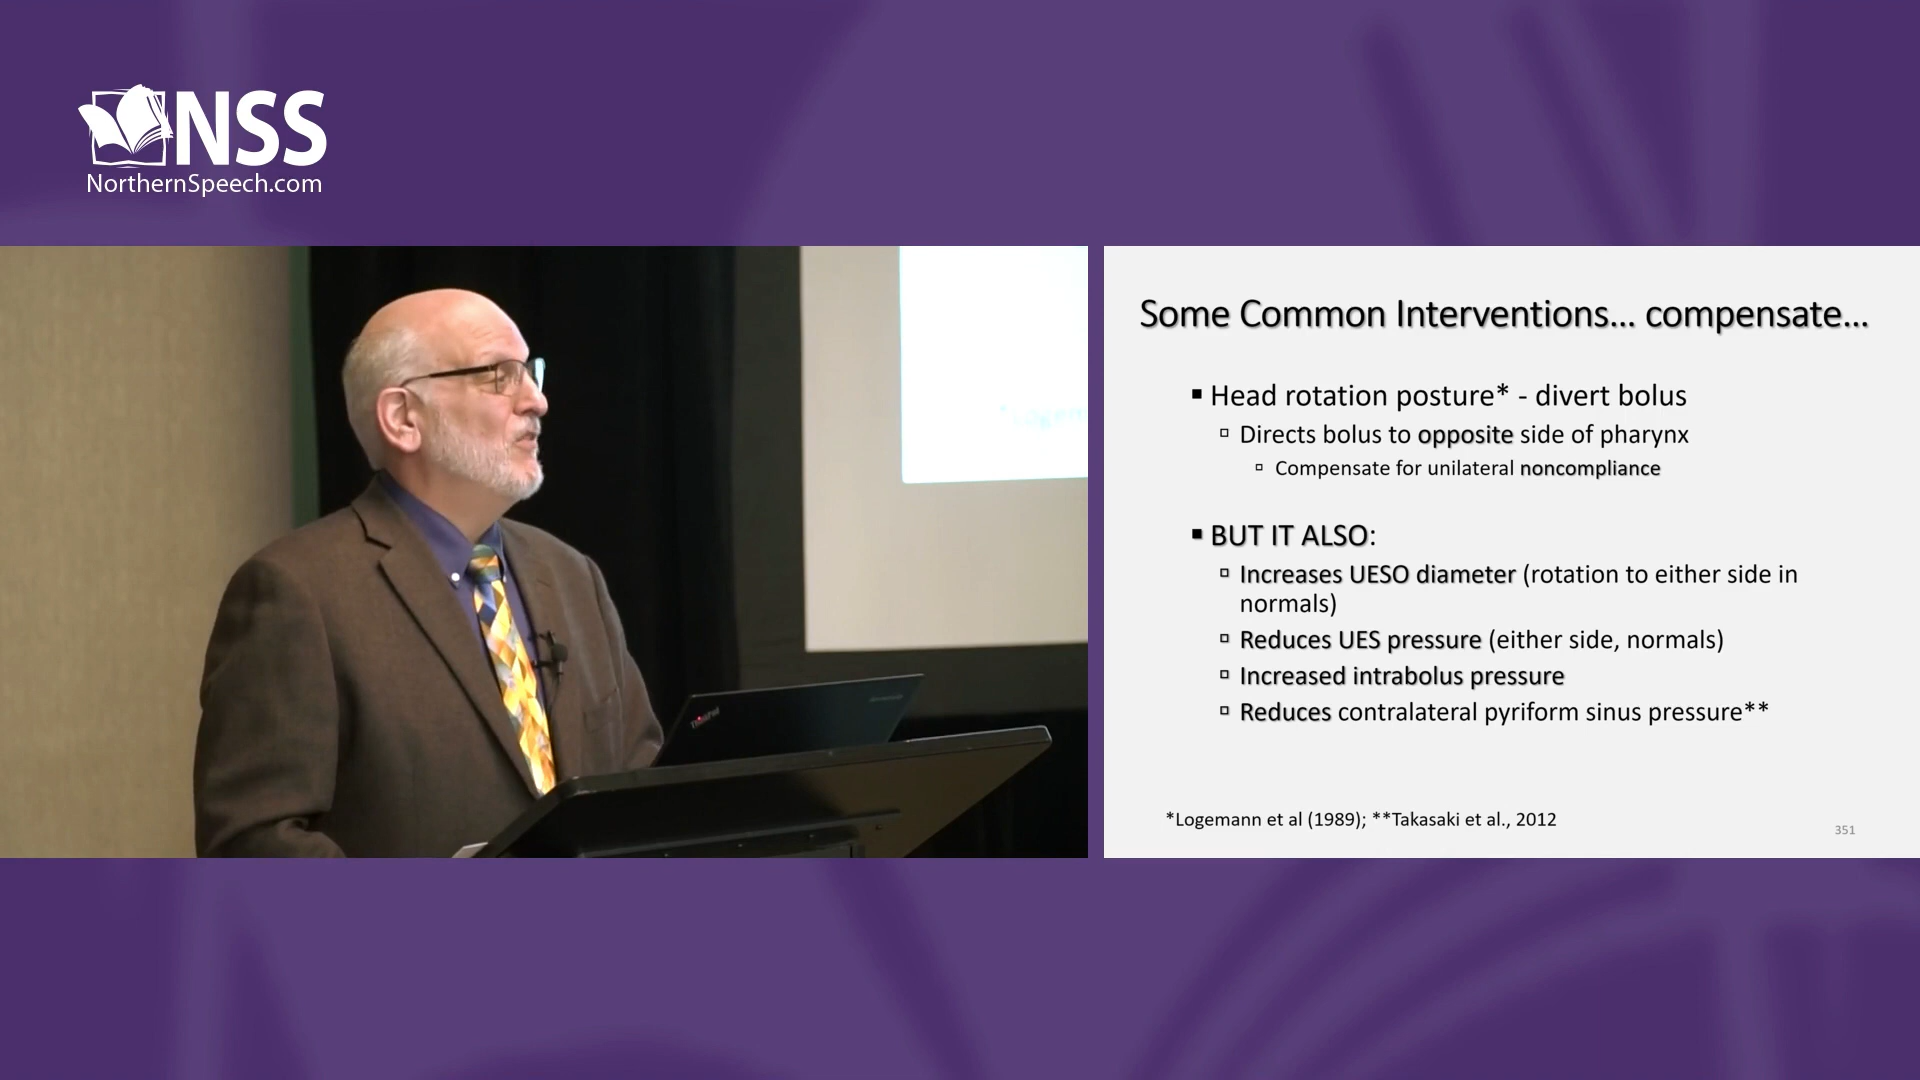 NSS
NorthernSpeech.com
ThinkPad
Some Common Interventions... compensate...
▪ Head rotation posture* - divert bolus
▫ Directs bolus to opposite side of pharynx
▫ Compensate for unilateral noncompliance
▪ BUT IT ALSO:
▫ Increases UESO diameter (rotation to either side in
normals)
▫ Reduces UES pressure (either side, normals)
▫ Increased intrabolus pressure
▫ Reduces contralateral pyriform sinus pressure**
*Logemann et al (1989); **Takasaki et al., 2012
351